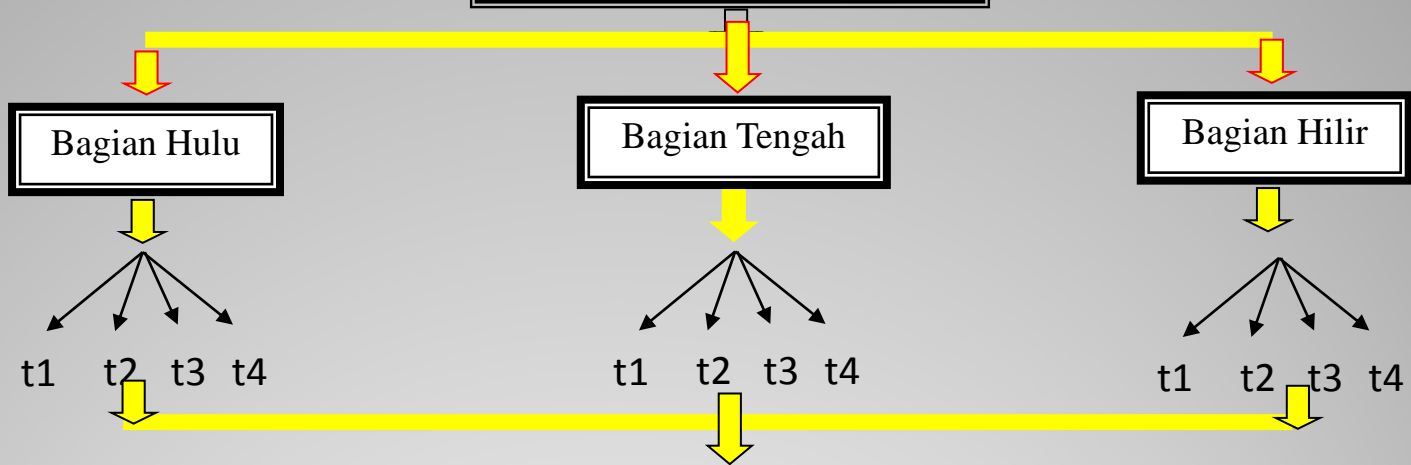 Bagian Hulu
Bagian Tengah
Bagian Hilir
t1 t2 t3 t4
t1 t2 t3 t4
t1 t2 t3 t4